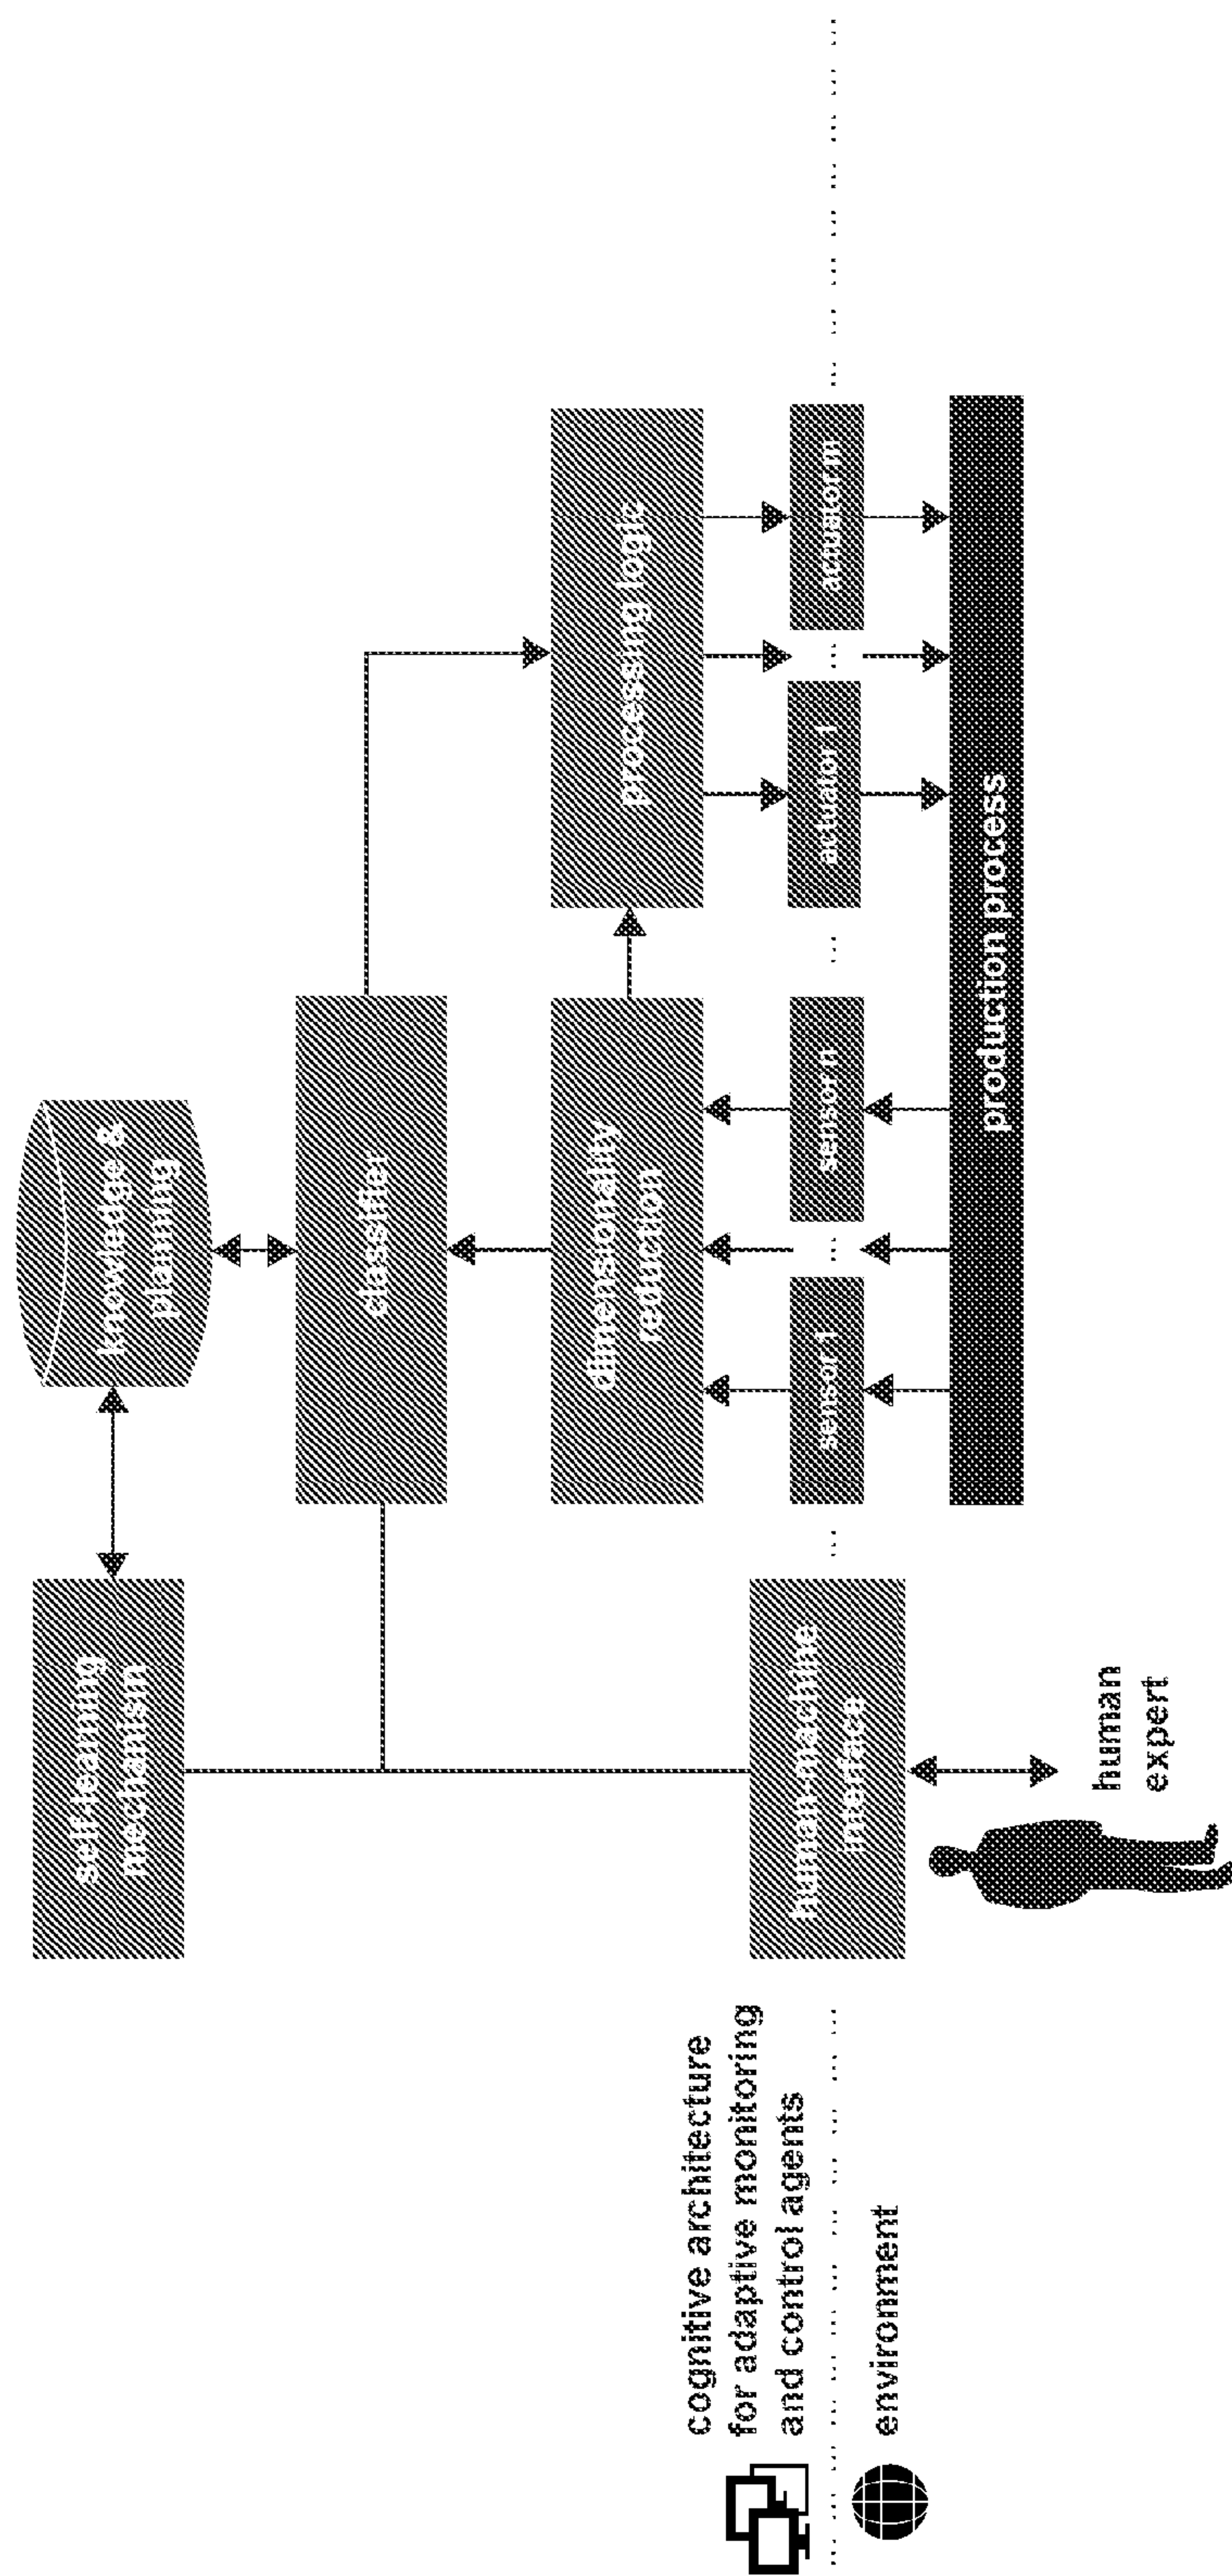 self-learning
mechanism
knowledge &
planning
classifier
dimensionality
reduction
processing logic
cognitive architecture
for adaptive monitoring
and control agents
human-machine
interface
sensor 1
...
sensor n
...
actuator 1
...
actuator m
environment
human
expert
production process